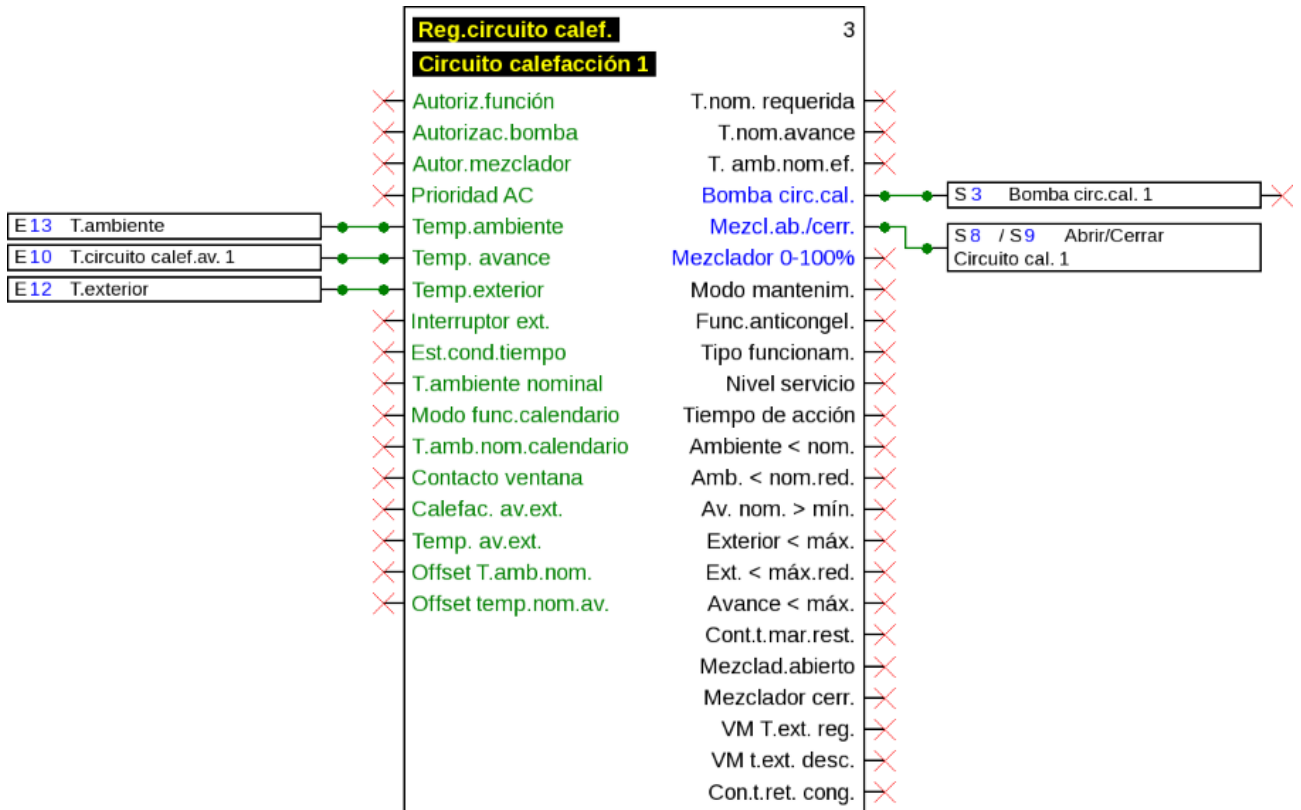 Reg.circuito calef. 3
Circuito calefacción 1
Autoriz.función T.nom. requerida
Autorizac.bomba T.nom.avance
Autor.mezclador T. amb.nom.ef.
Prioridad AC Bomba circ.cal. S 3 Bomba circ.cal. 1
E 13 T.ambiente Temp.ambiente Mezcl.ab./cerr. S 8 / S 9 Abrir/Cerrar
E 10 T.circuito calef.av. 1 Temp. avance Mezclador 0-100% Circuito cal. 1
E 12 T.exterior Temp.exterior Modo mantenim.
Interruptor ext. Func.anticongel.
Est.cond.tiempo Tipo funcionam.
T.ambiente nominal Nivel servicio
Modo func.calendario Tiempo de acción
T.amb.nom.calendario Ambiente < nom.
Contacto ventana Amb. < nom.red.
Calefac. av.ext. Av. nom. > mín.
Temp. av.ext. Exterior < máx.
Offset T.amb.nom. Ext. < máx.red.
Offset temp.nom.av. Avance < máx.
Cont.t.mar.rest.
Mezclad.abierto
Mezclador cerr.
VM T.ext. reg.
VM t.ext. desc.
Con.t.ret. cong.